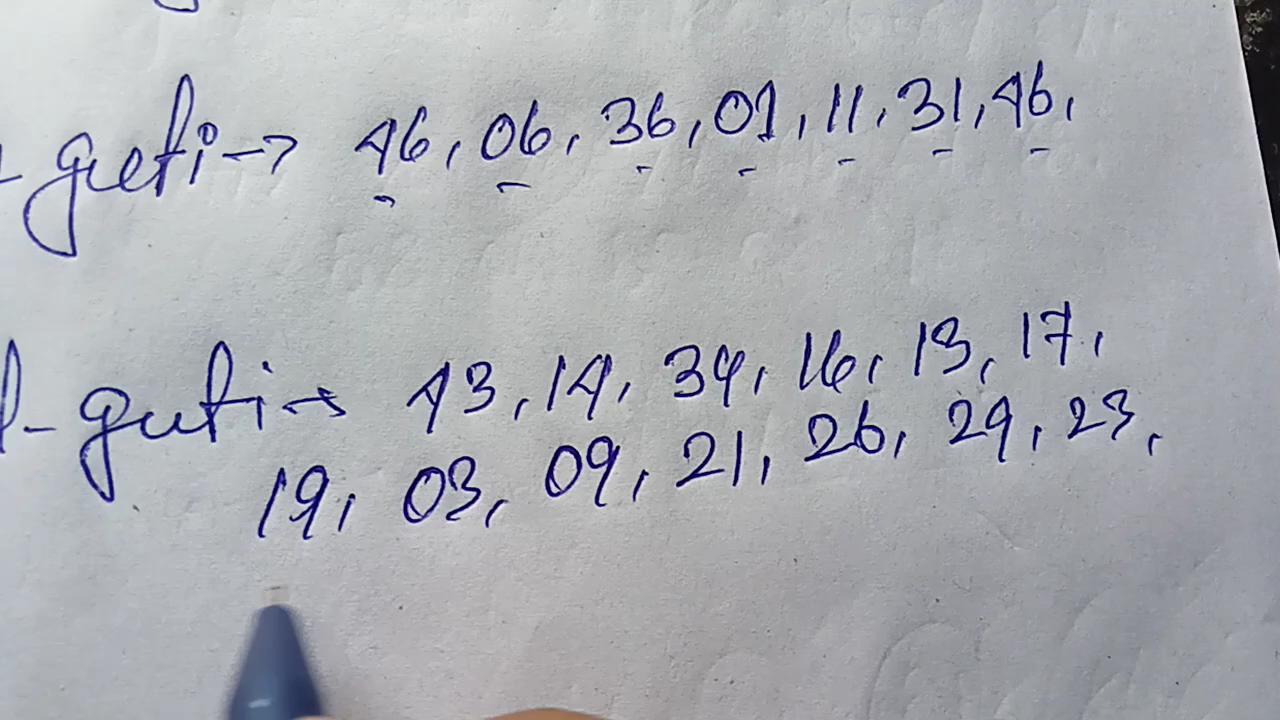 -guti→ 46, 06, 36, 01, 11, 31, 46,
-guti→ 43, 14, 34, 16, 13, 17,
19, 03, 09, 21, 26, 29, 23,